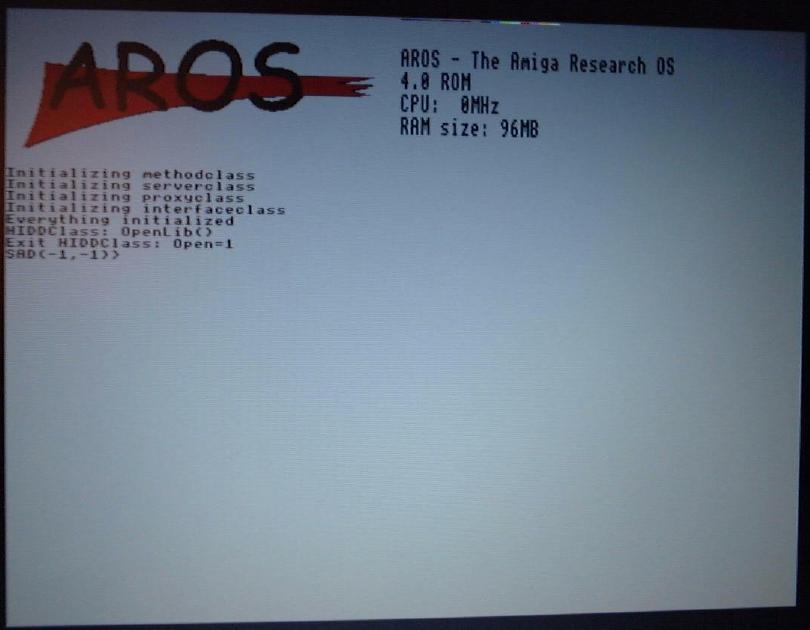 AROS
AROS - The Amiga Research OS
4.0 ROM
CPU:  0MHz
RAM size: 96MB
Initializing methodclass
Initializing serverclass
Initializing proxyclass
Initializing interfaceclass
Everything initialized
HIDDClass: OpenLib()
Exit HIDDClass: Open=1
SAD(-1,-1))